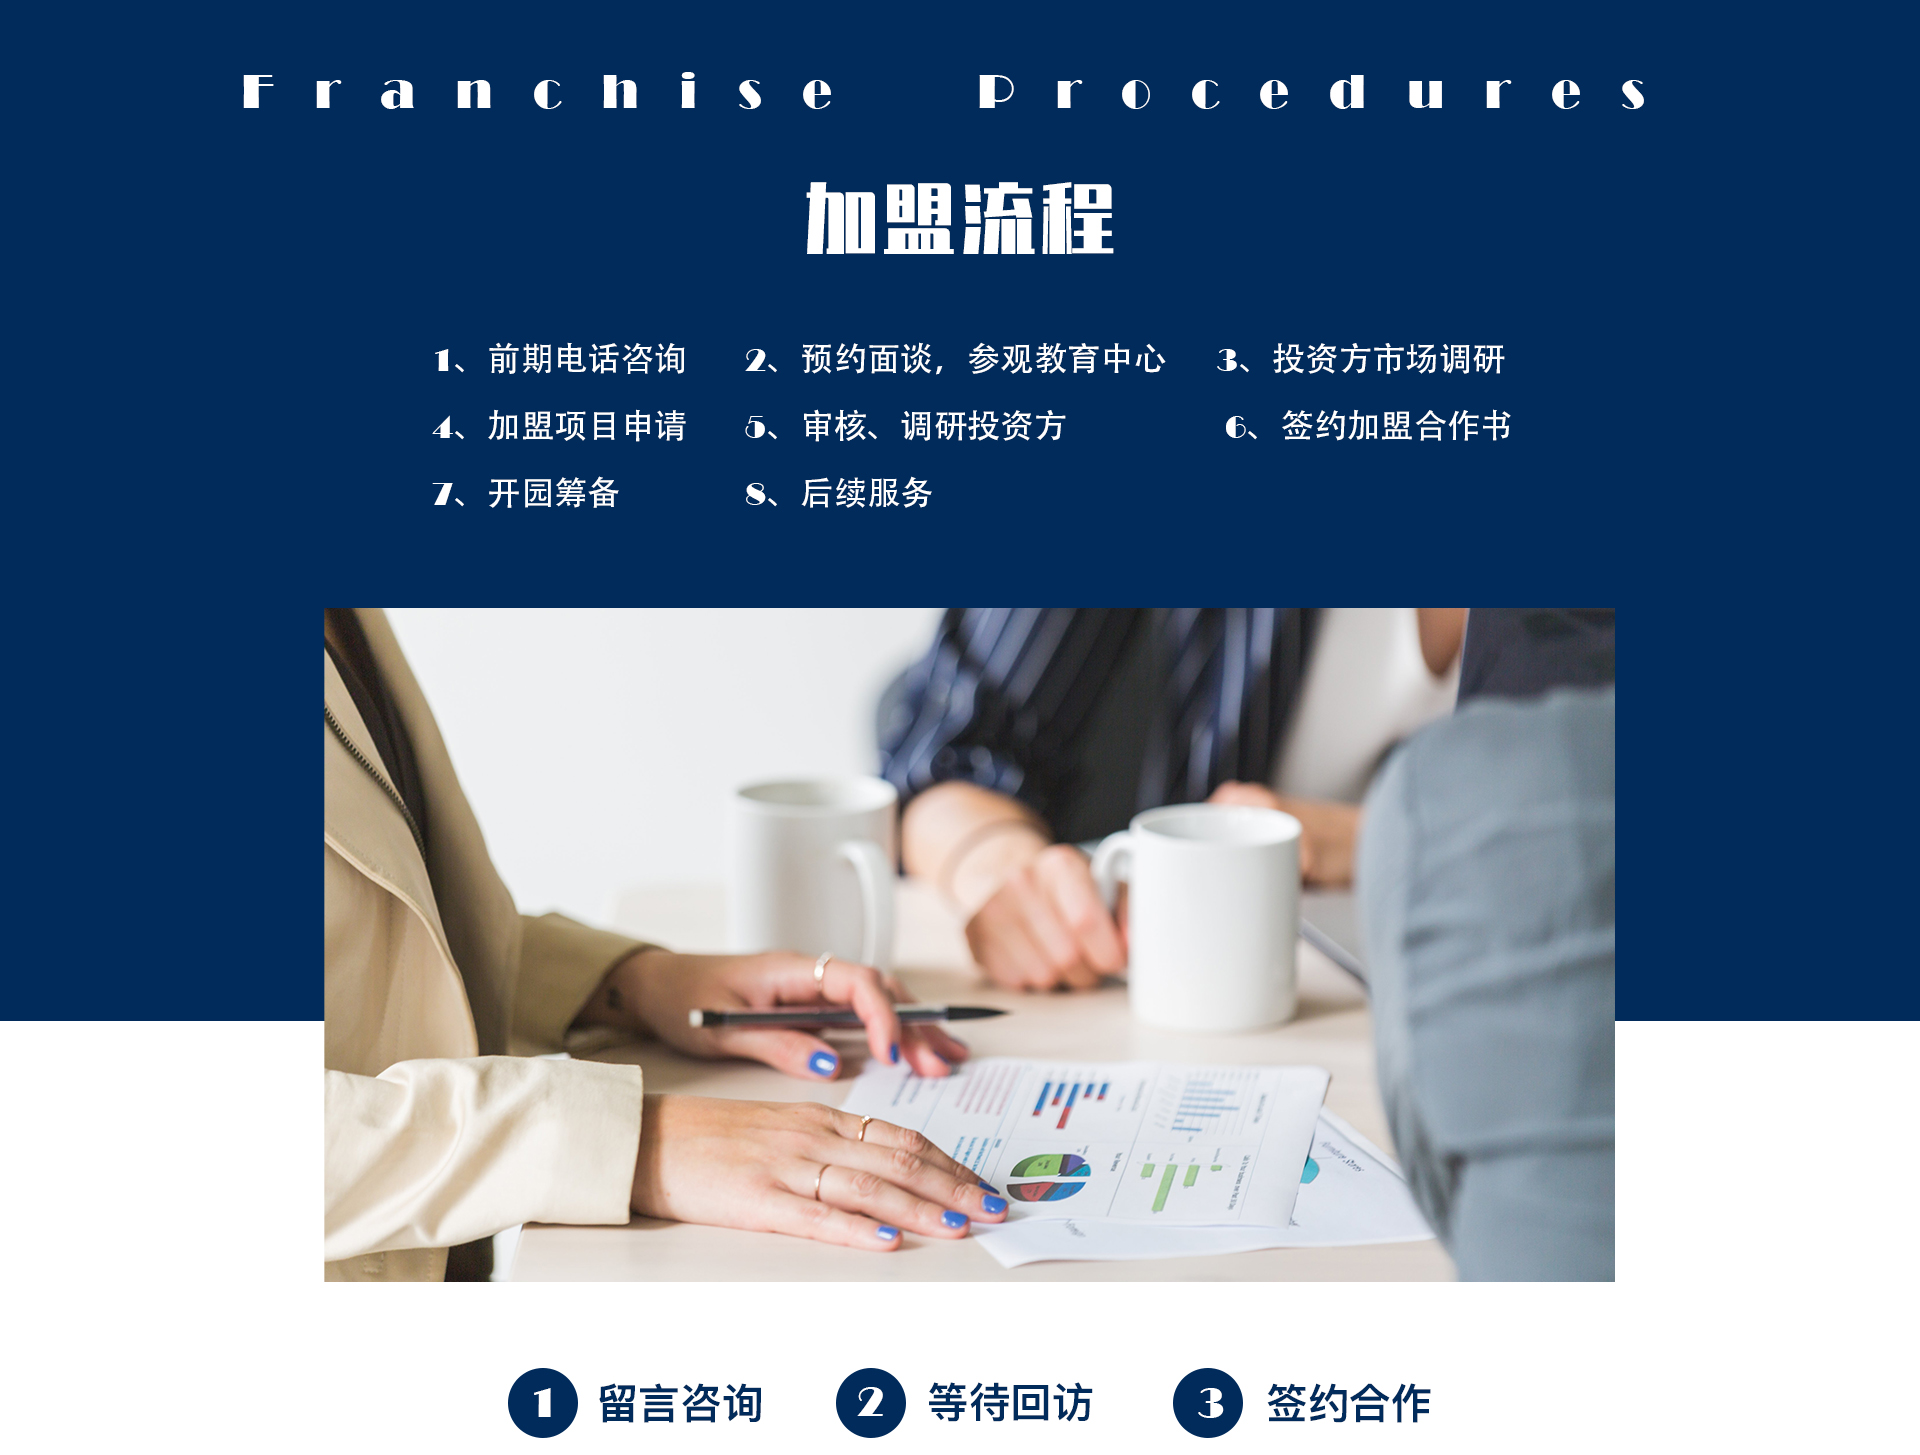 Franchise Procedures
加盟流程
1、前期电话咨询 2、预约面谈，参观教育中心 3、投资方市场调研
4、加盟项目申请 5、审核、调研投资方 6、签约加盟合作书
7、开园筹备 8、后续服务
1 留言咨询 2 等待回访 3 签约合作